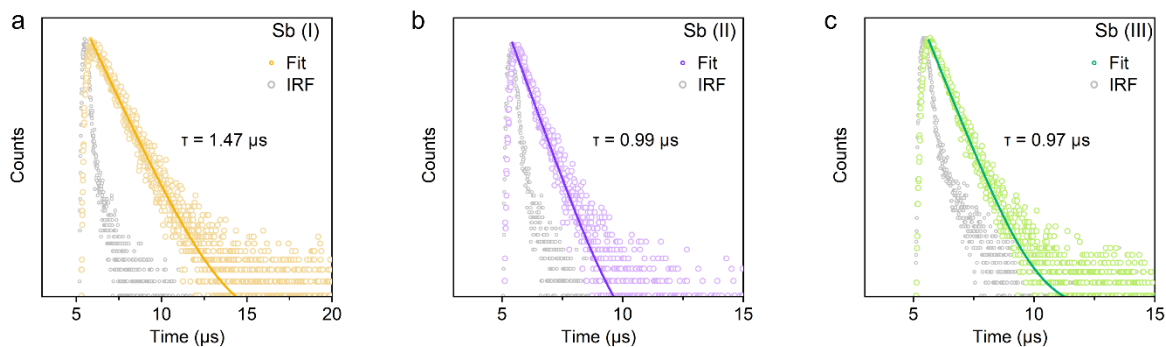 a
Sb (I)
Fit
IRF
τ = 1.47 μs
Counts
5
10
15
20
Time (μs)
b
Sb (II)
Fit
IRF
τ = 0.99 μs
Counts
5
10
15
Time (μs)
c
Sb (III)
Fit
IRF
τ = 0.97 μs
Counts
5
10
15
Time (μs)